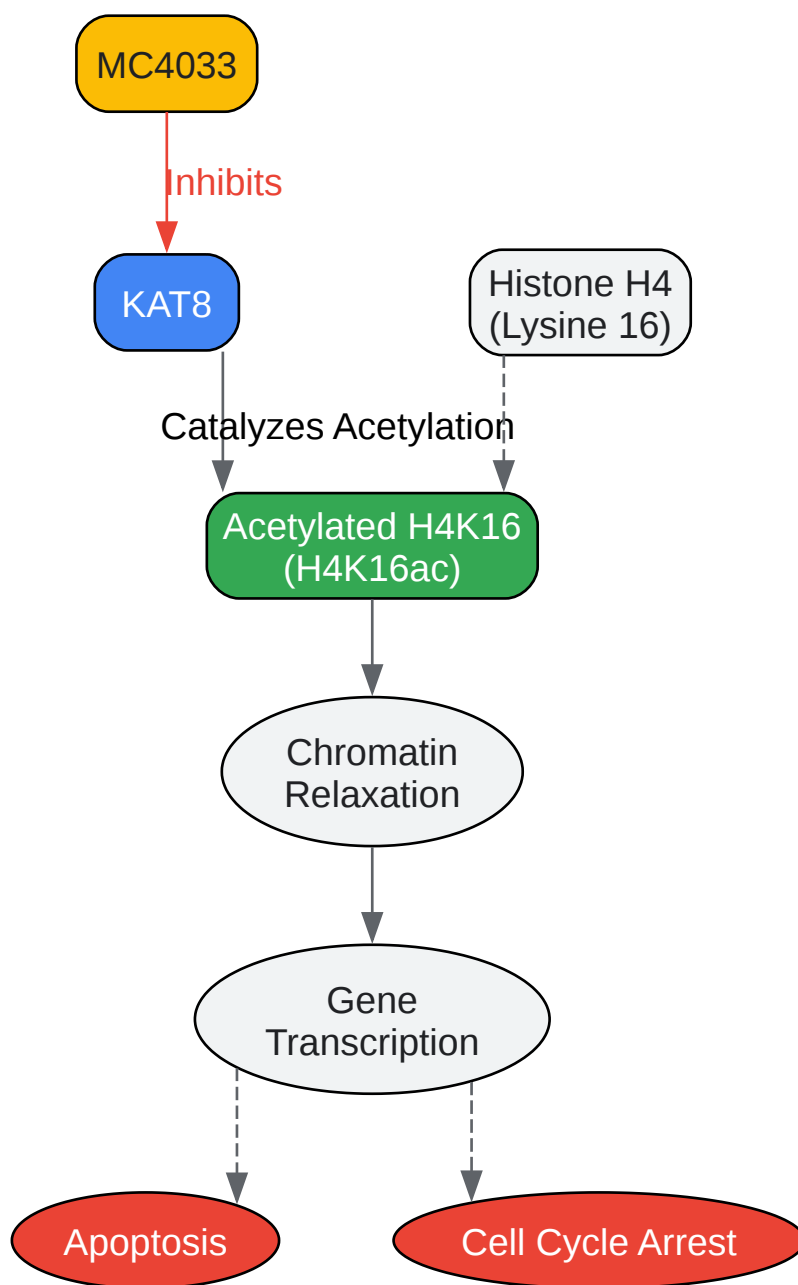 MC4033
Inhibits
KAT8
Histone H4
(Lysine 16)
Catalyzes Acetylation
Acetylated H4K16
(H4K16ac)
Chromatin
Relaxation
Gene
Transcription
Apoptosis
Cell Cycle Arrest